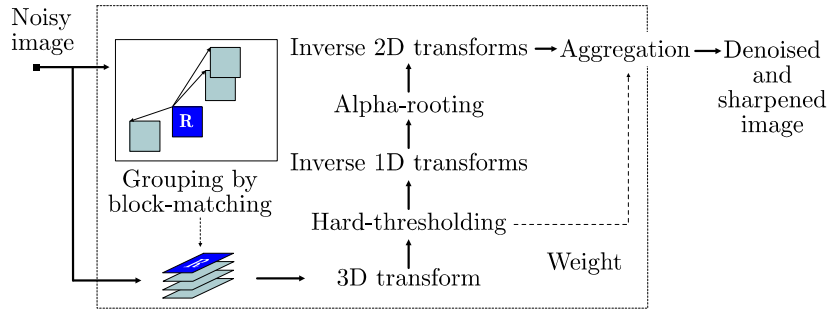 Noisy
image
R
Grouping by
block-matching
R
3D transform
Hard-thresholding
Inverse 1D transforms
Alpha-rooting
Inverse 2D transforms
Aggregation
Weight
Denoised
and
sharpened
image